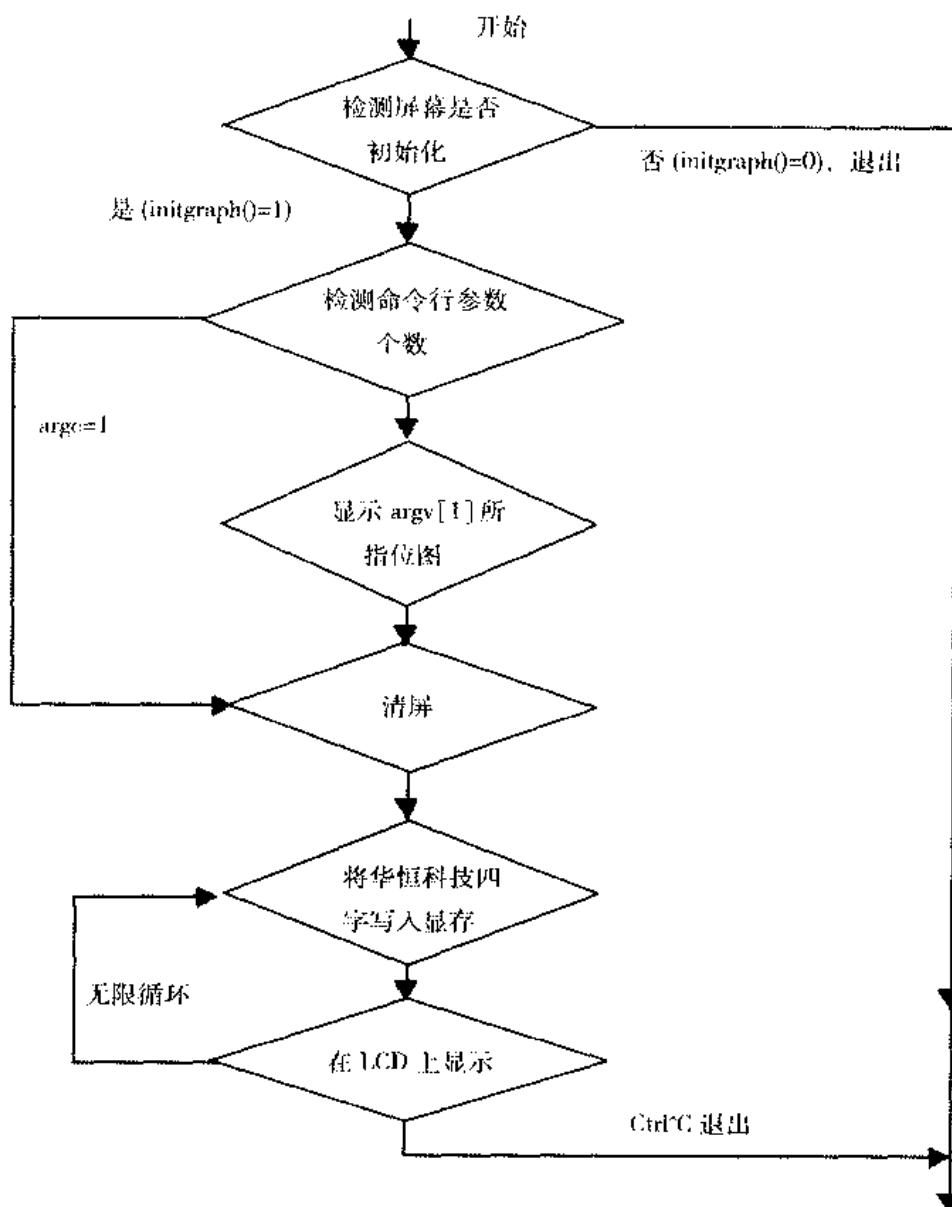 开始
检测屏幕是否
初始化
否 (initgraph()=0)，退出
是 (initgraph()=1)
检测命令行参数
个数
argc=1
显示 argv[1]所
指位图
清屏
将华恒科技四
字写入显存
无限循环
在 LCD 上显示
Ctrl^C 退出